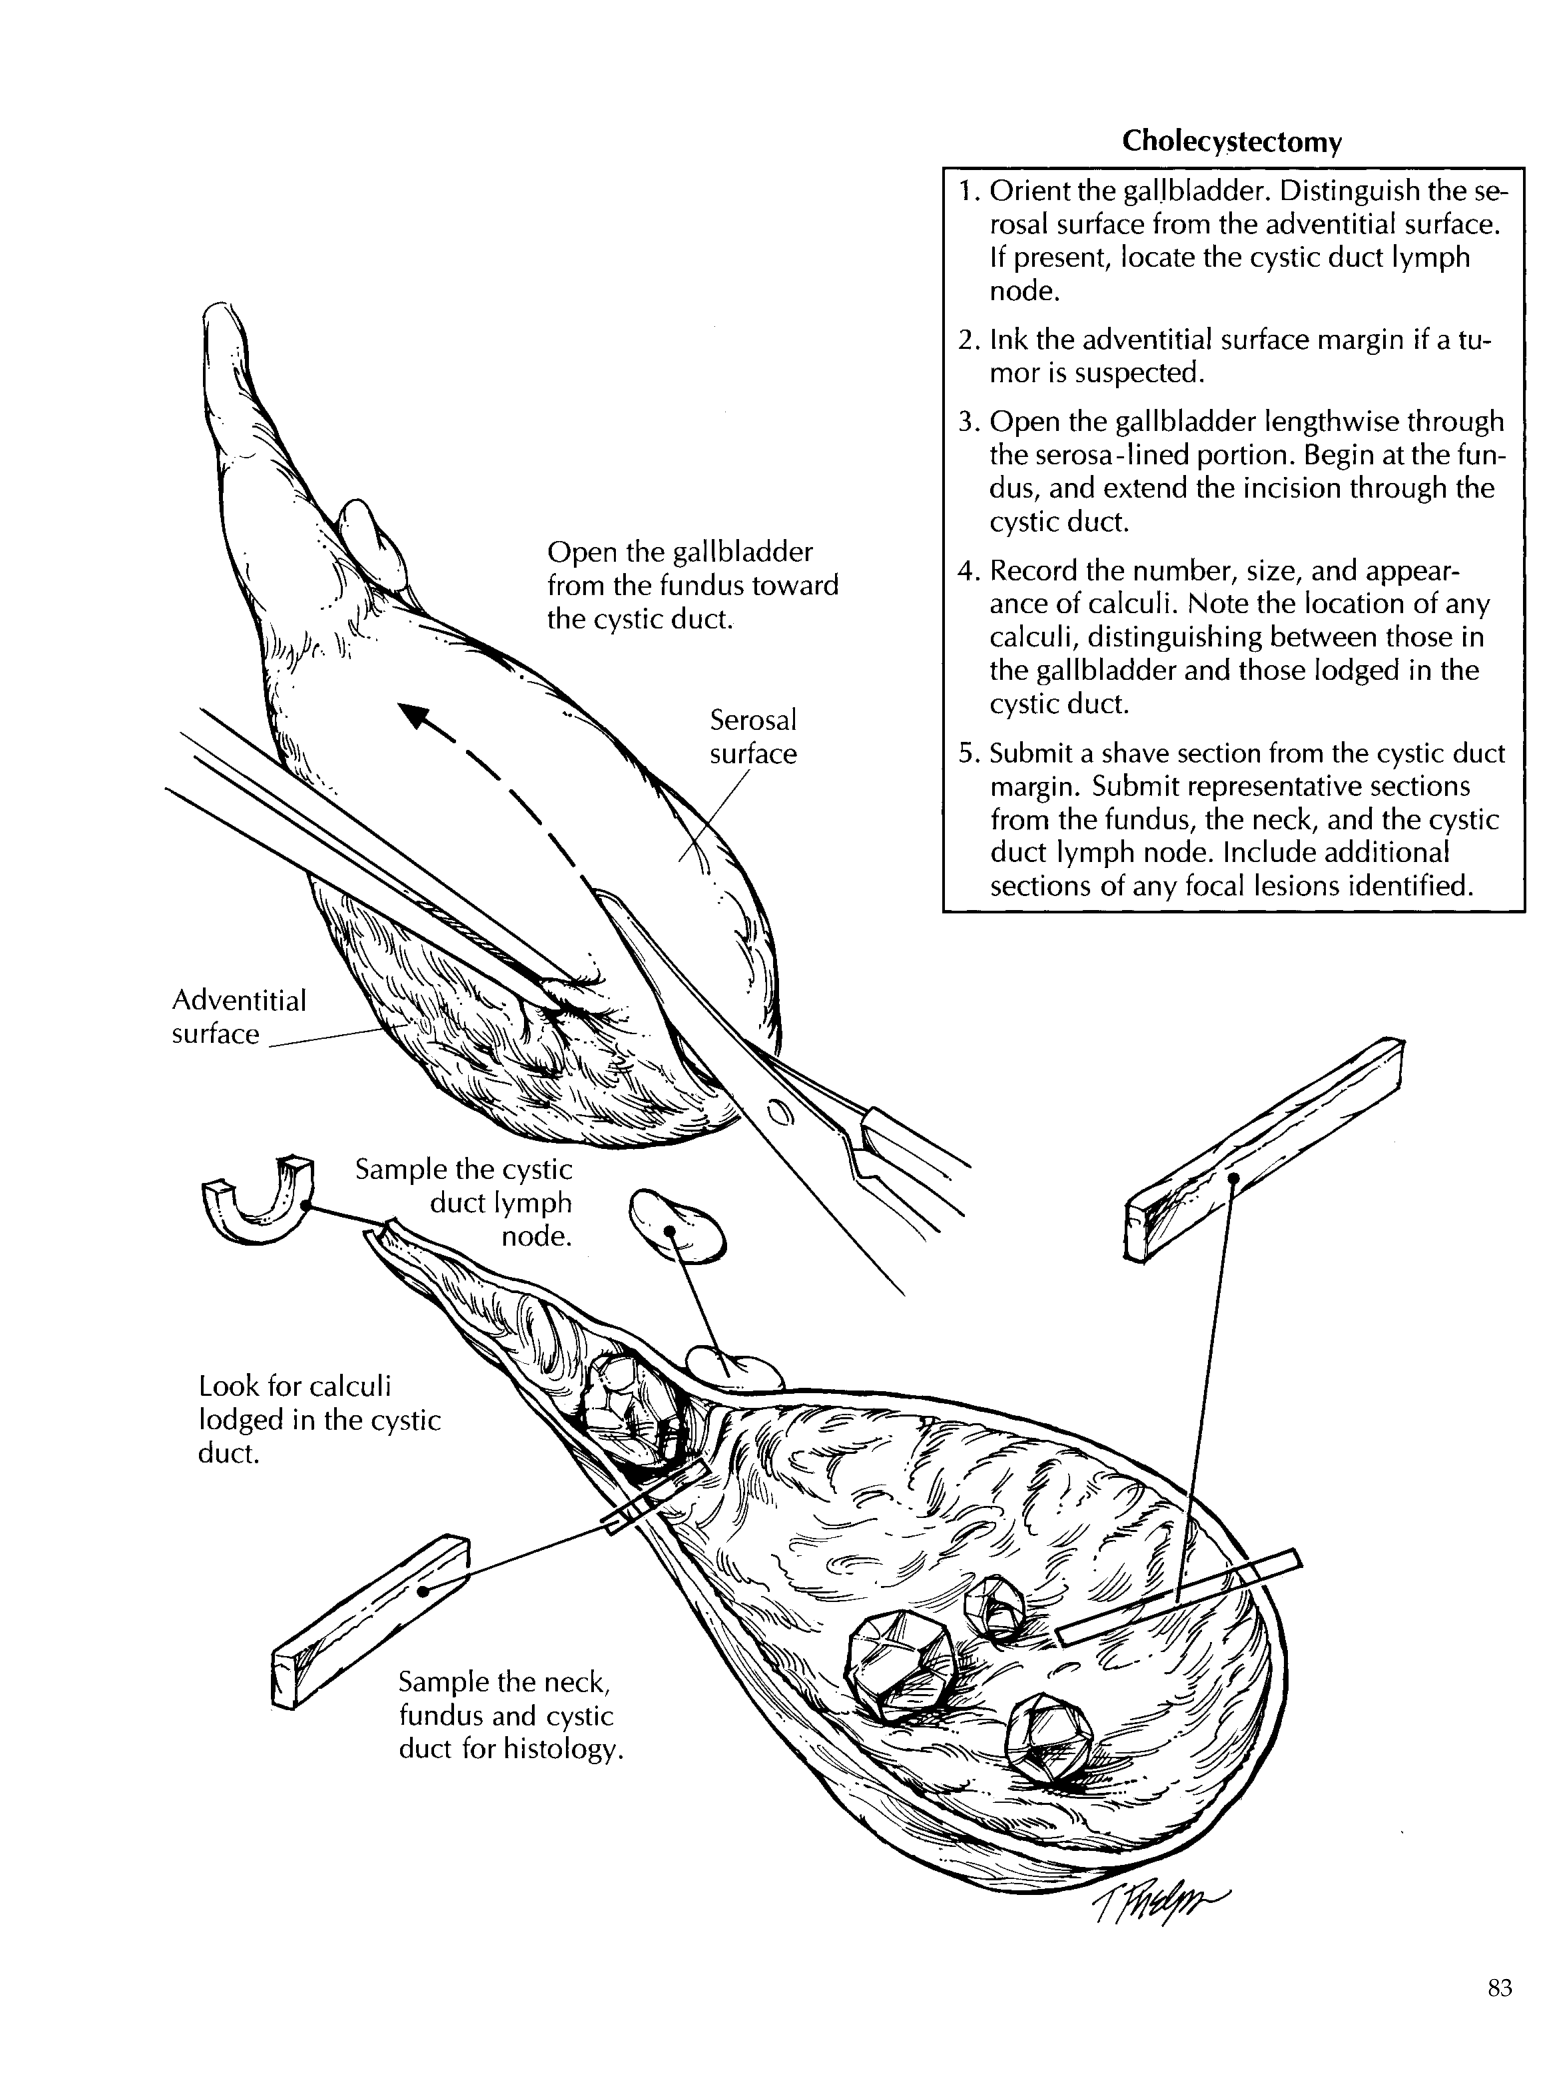 Cholecystectomy
1. Orient the gallbladder. Distinguish the se-
rosal surface from the adventitial surface.
If present, locate the cystic duct lymph
node.
2. Ink the adventitial surface margin if a tu-
mor is suspected.
3. Open the gallbladder lengthwise through
the serosa-lined portion. Begin at the fun-
dus, and extend the incision through the
cystic duct.
4. Record the number, size, and appear-
ance of calculi. Note the location of any
calculi, distinguishing between those in
the gallbladder and those lodged in the
cystic duct.
5. Submit a shave section from the cystic duct
margin. Submit representative sections
from the fundus, the neck, and the cystic
duct lymph node. Include additional
sections of any focal lesions identified.
Open the gallbladder
from the fundus toward
the cystic duct.
Serosal
surface
Adventitial
surface
Sample the cystic
duct lymph
node.
Look for calculi
lodged in the cystic
duct.
Sample the neck,
fundus and cystic
duct for histology.
T Phelps
83